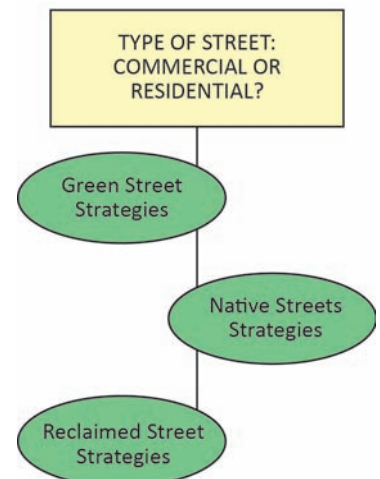 TYPE OF STREET:
COMMERCIAL OR
RESIDENTIAL?
Green Street
Strategies
Native Streets
Strategies
Reclaimed Street
Strategies